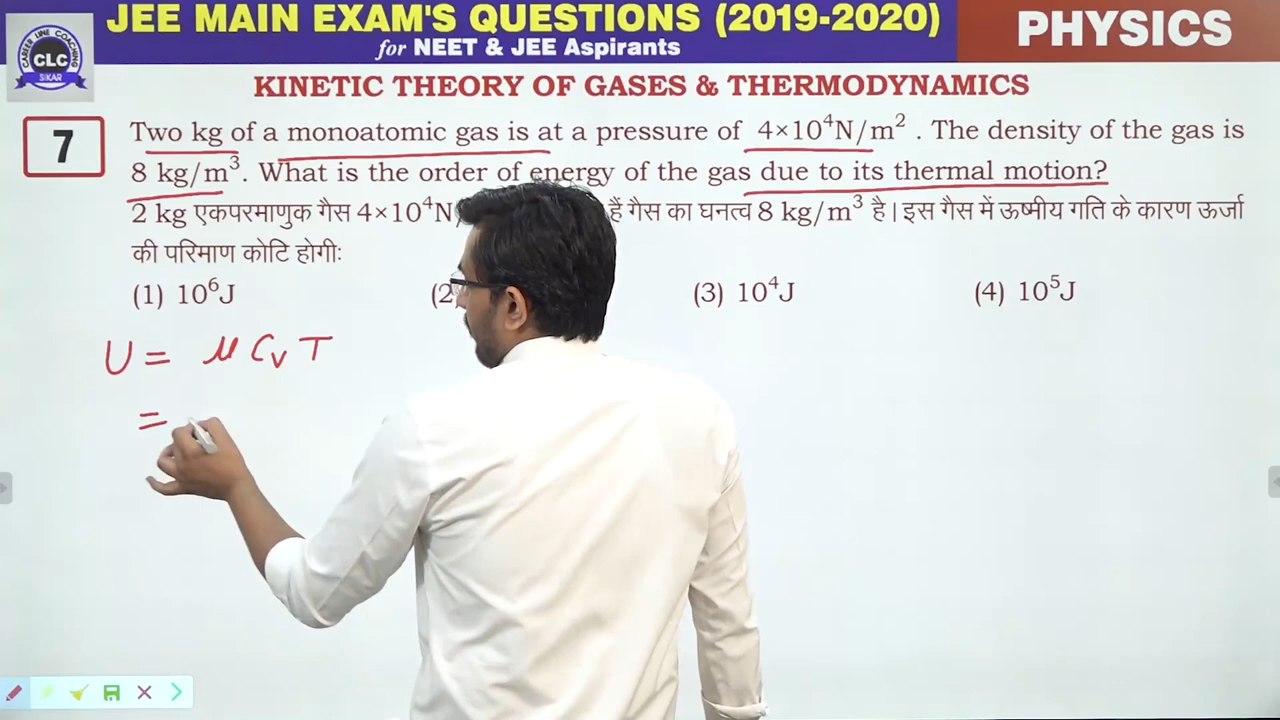 JEE MAIN EXAM'S QUESTIONS (2019-2020)
for NEET & JEE Aspirants
PHYSICS
CAREER LINE COACHING
CLC
SIKAR
KINETIC THEORY OF GASES & THERMODYNAMICS
7
Two kg of a monoatomic gas is at a pressure of 4×10⁴N/m² . The density of the gas is
8 kg/m³. What is the order of energy of the gas due to its thermal motion?
2 kg एकपरमाणुक गैस 4×10⁴N हैं गैस का घनत्व 8 kg/m³ है। इस गैस में ऊष्मीय गति के कारण ऊर्जा
की परिमाण कोटि होगीः
(1) 10⁶J (2 (3) 10⁴J (4) 10⁵J
U = μ Cᵥ T
=